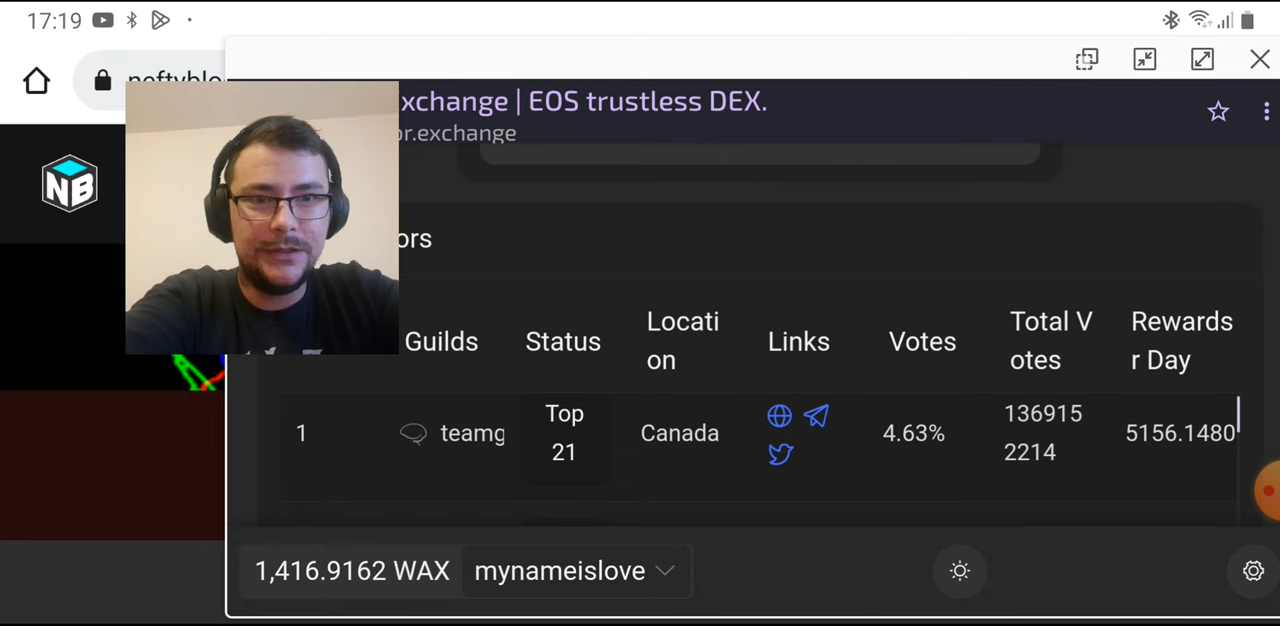 17:19
xchange | EOS trustless DEX.
or.exchange
NB
ors
Guilds
Status
Locati
on
Links
Votes
Total V
otes
Rewards
r Day
1
teamg
Top
21
Canada
4.63%
136915
2214
5156.1480
1,416.9162 WAX
mynameislove